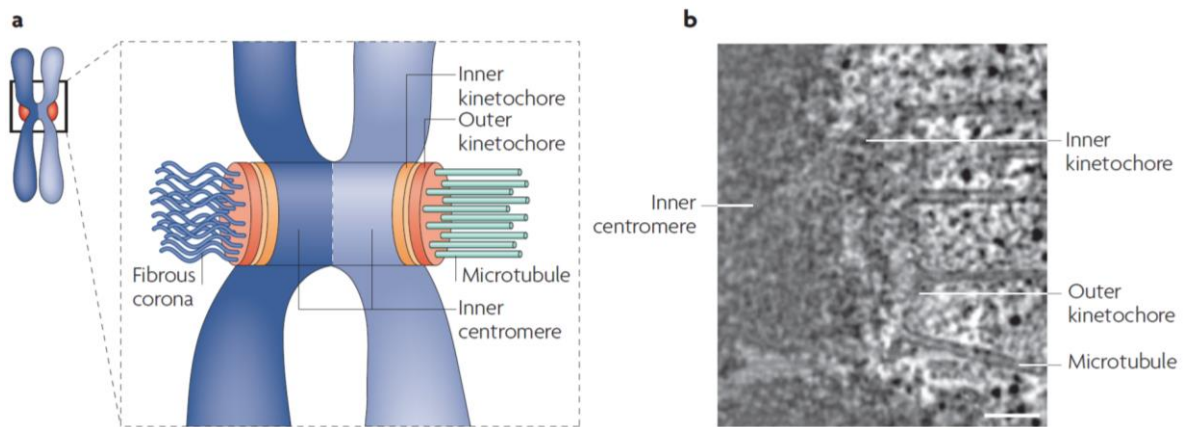 a
Inner
kinetochore
Outer
kinetochore
Fibrous
corona
Microtubule
Inner
centromere
b
Inner
kinetochore
Inner
centromere
Outer
kinetochore
Microtubule